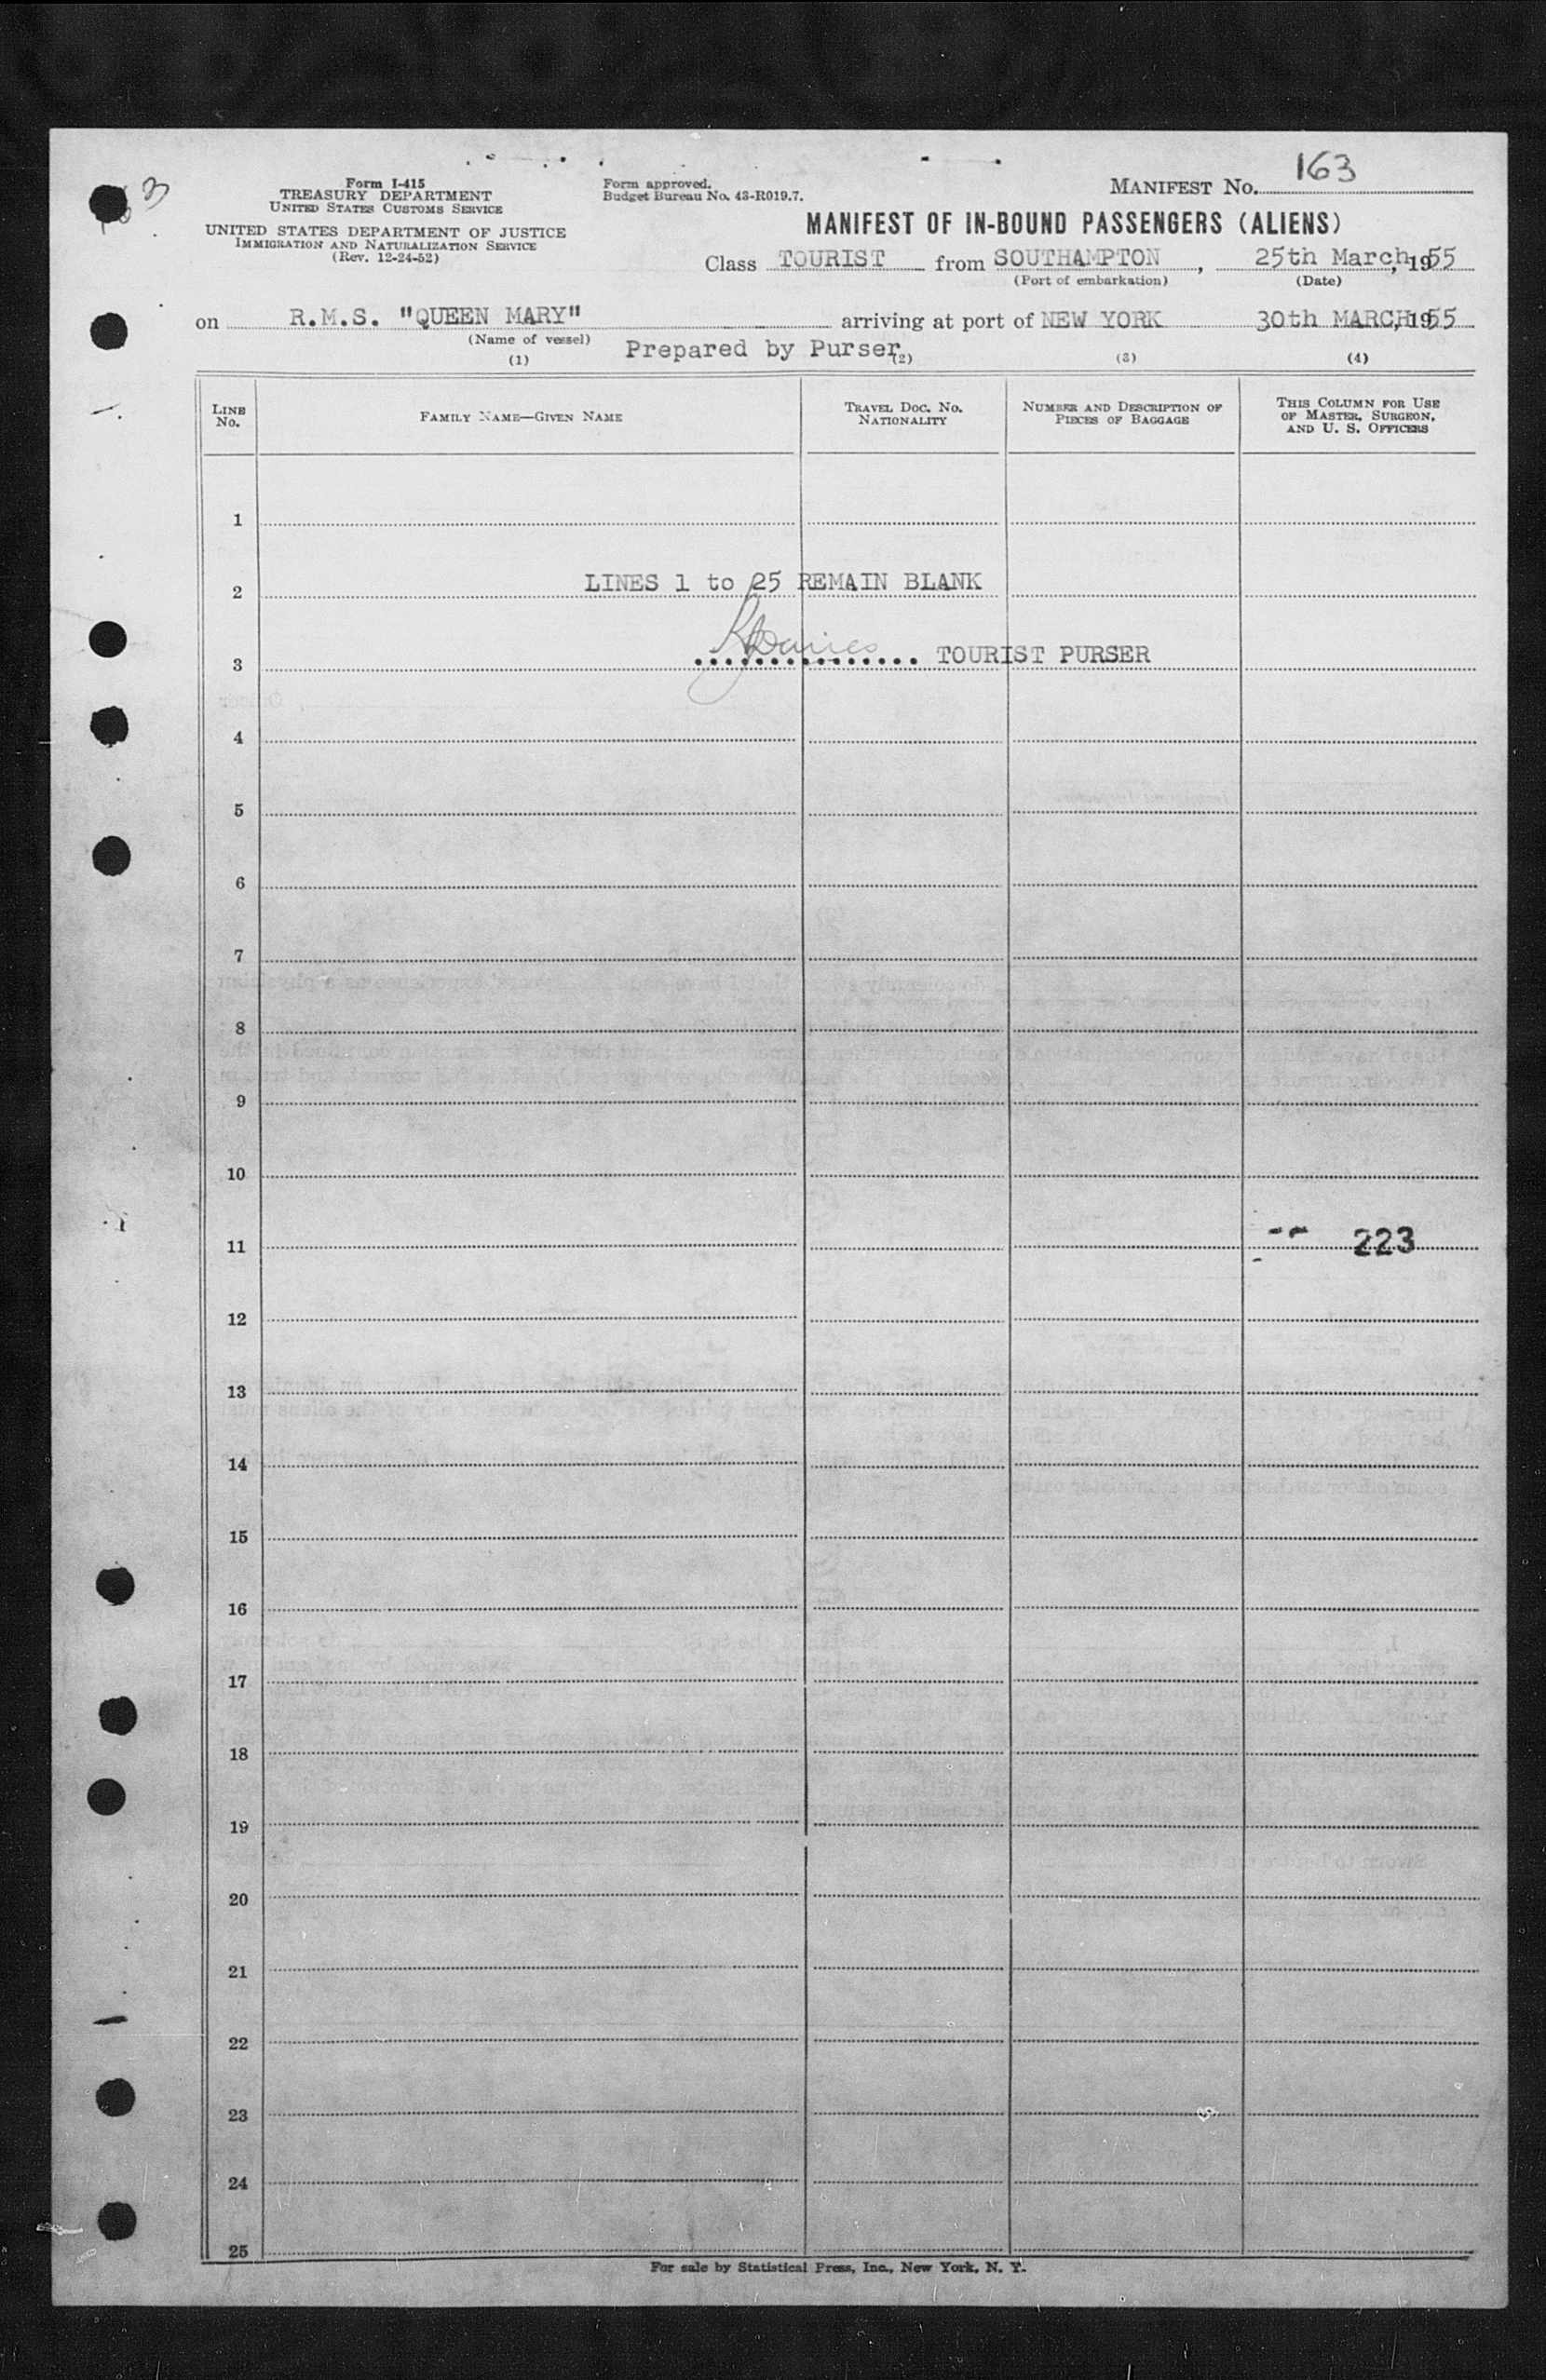 Form I-415
TREASURY DEPARTMENT
UNITED STATES CUSTOMS SERVICE
UNITED STATES DEPARTMENT OF JUSTICE
IMMIGRATION AND NATURALIZATION SERVICE
(Rev. 12-24-52)
Form approved.
Budget Bureau No. 43-R019.7.
MANIFEST No. 163
MANIFEST OF IN-BOUND PASSENGERS (ALIENS)
Class TOURIST from SOUTHAMPTON, 25th March, 1955
(Port of embarkation) (Date)
on R.M.S. "QUEEN MARY" arriving at port of NEW YORK 30th MARCH, 1955
(Name of vessel)
Prepared by Purser
(1) (2) (3) (4)
LINE No.
FAMILY NAME—GIVEN NAME
TRAVEL DOC. NO. NATIONALITY
NUMBER AND DESCRIPTION OF PIECES OF BAGGAGE
THIS COLUMN FOR USE OF MASTER, SURGEON, AND U. S. OFFICERS
1
2 LINES 1 to 25 REMAIN BLANK
3 Davies TOURIST PURSER
4
5
6
7
8
9
10
11 223
12
13
14
15
16
17
18
19
20
21
22
23
24
25
For sale by Statistical Press, Inc., New York, N. Y.